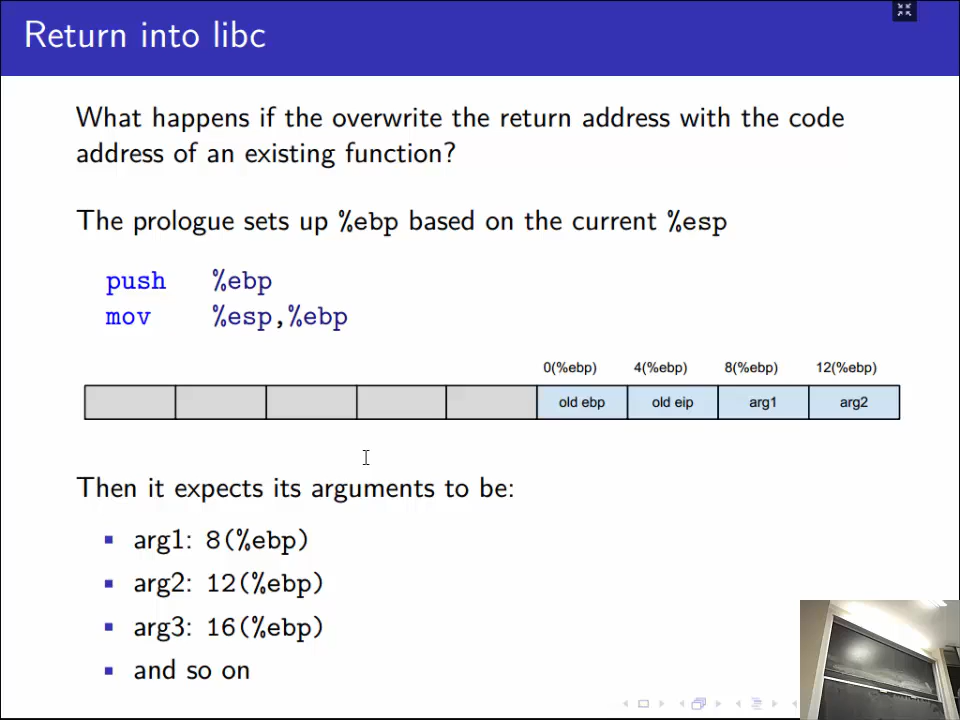 Return into libc
What happens if the overwrite the return address with the code
address of an existing function?
The prologue sets up %ebp based on the current %esp
push %ebp
mov %esp,%ebp
0(%ebp) 4(%ebp) 8(%ebp) 12(%ebp)
old ebp old eip arg1 arg2
Then it expects its arguments to be:
arg1: 8(%ebp)
arg2: 12(%ebp)
arg3: 16(%ebp)
and so on